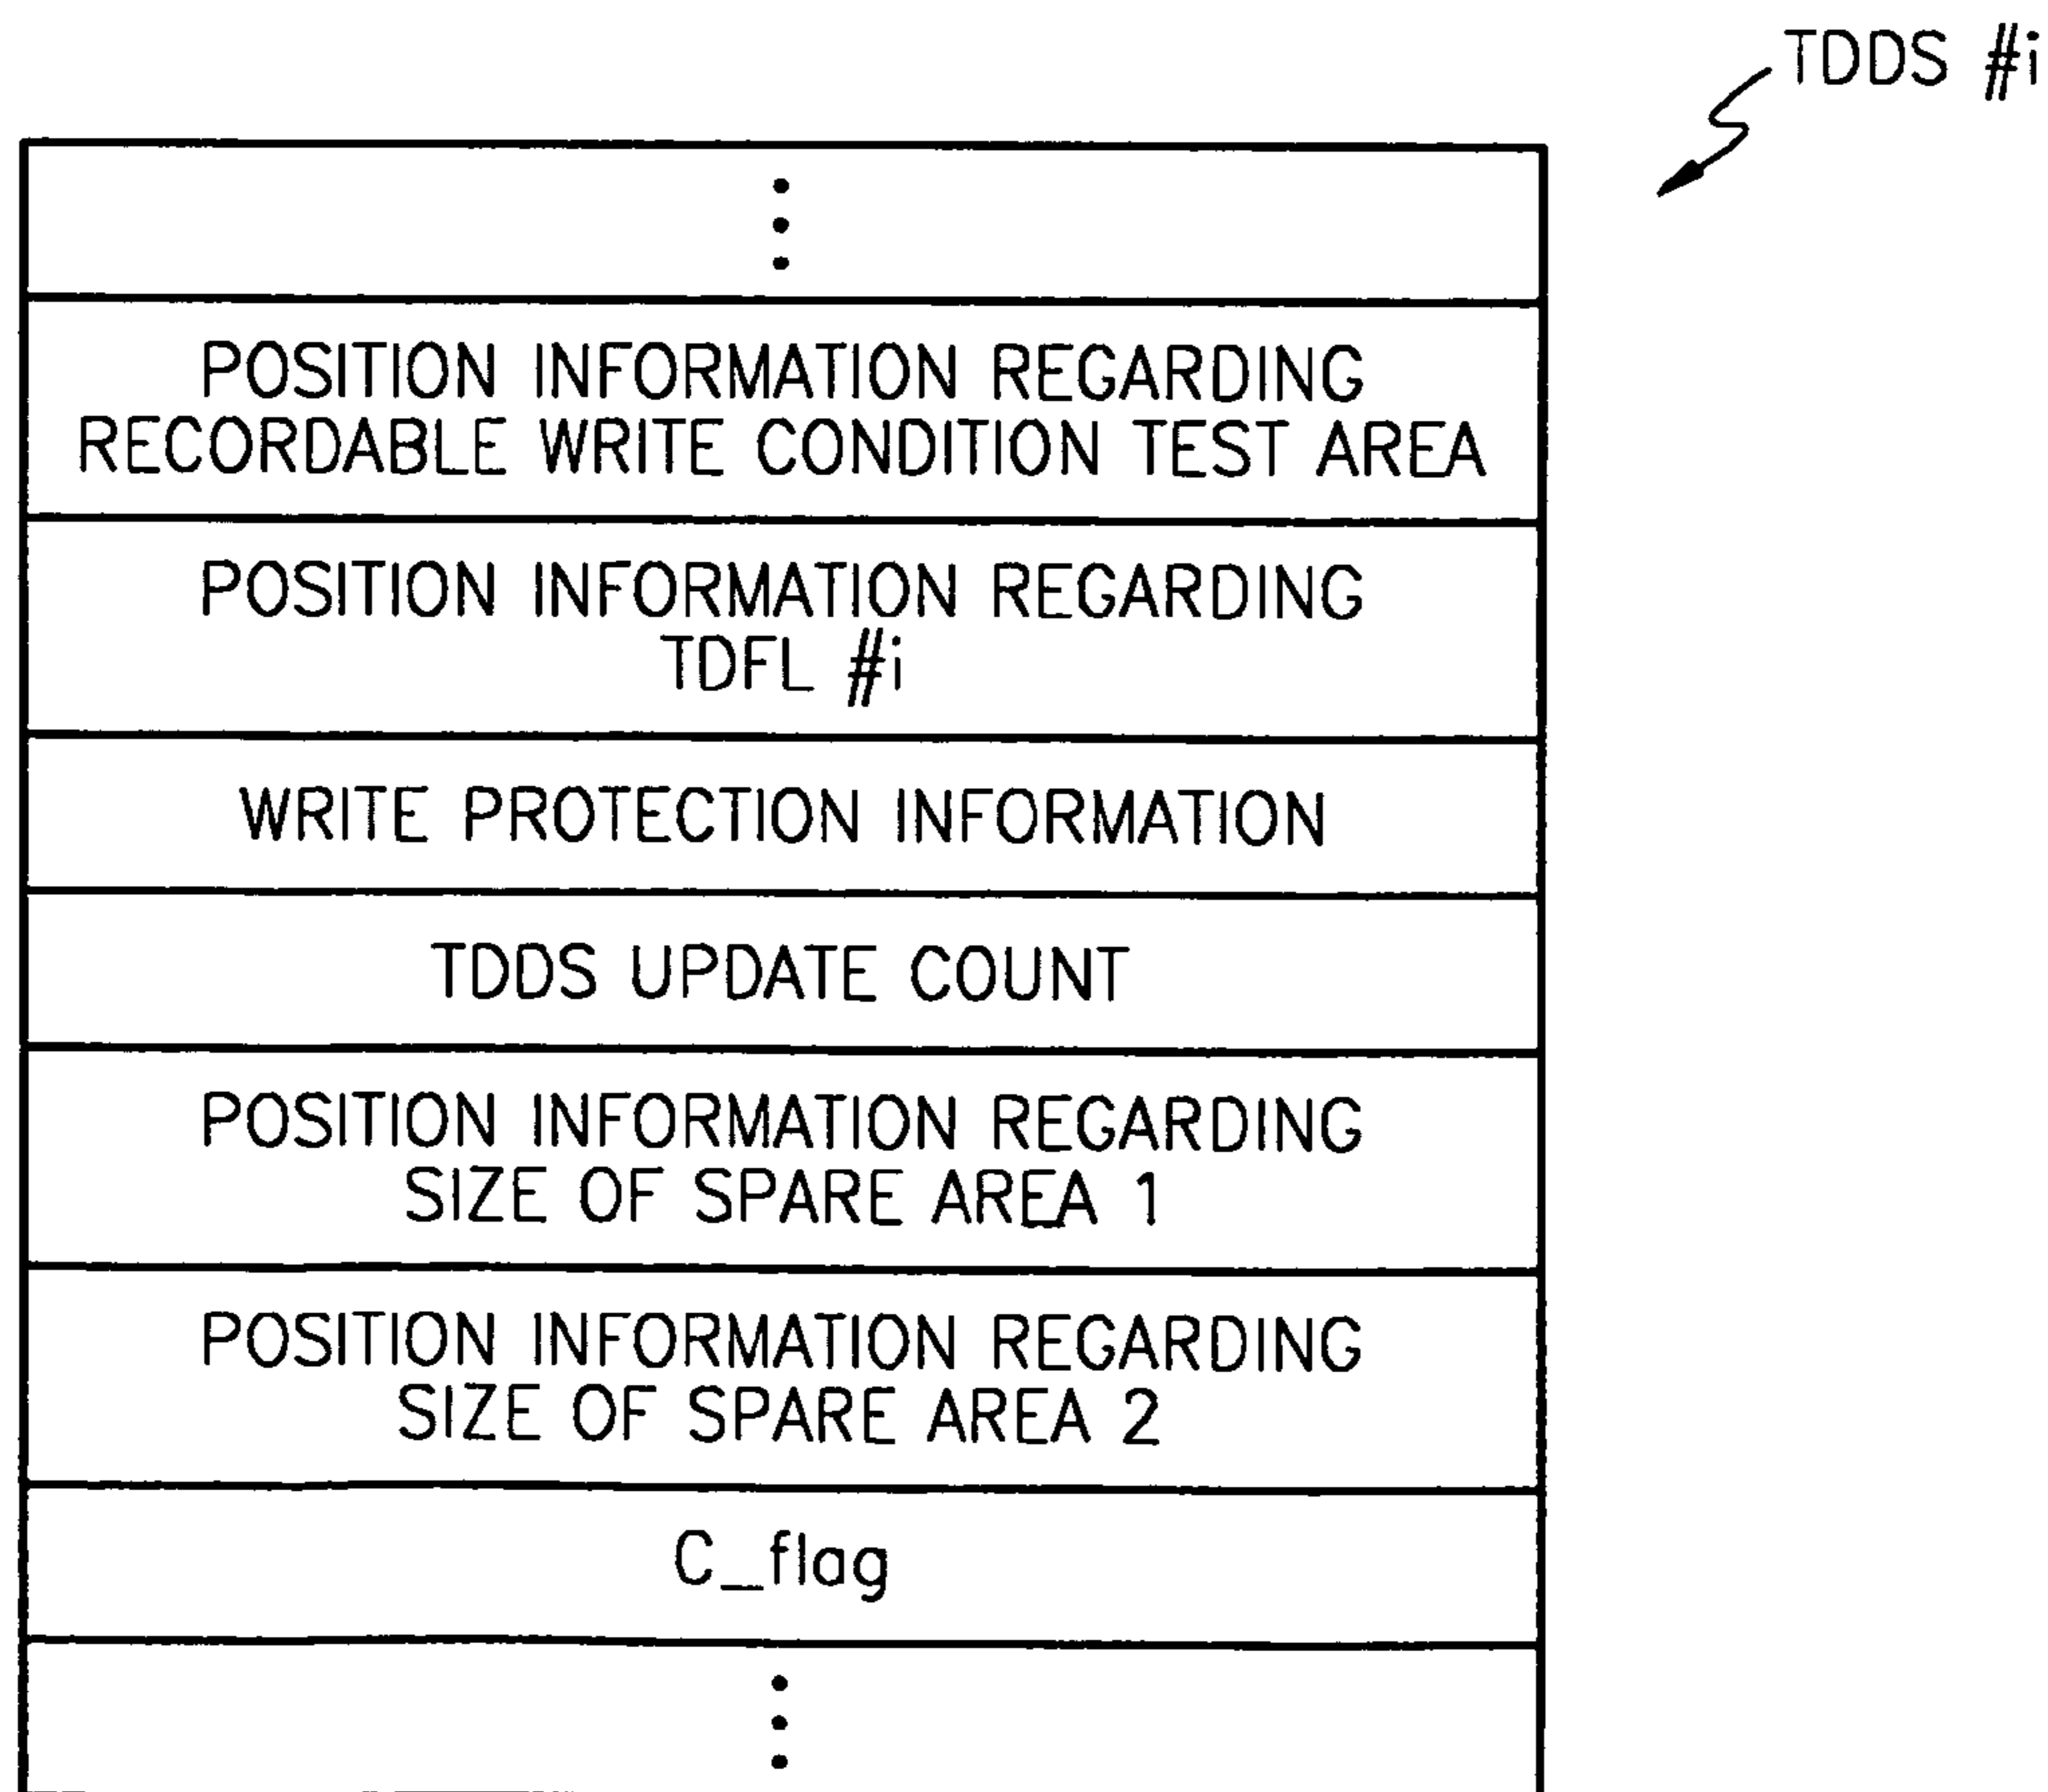 TDDS #i
POSITION INFORMATION REGARDING
RECORDABLE WRITE CONDITION TEST AREA
POSITION INFORMATION REGARDING
TDFL #i
WRITE PROTECTION INFORMATION
TDDS UPDATE COUNT
POSITION INFORMATION REGARDING
SIZE OF SPARE AREA 1
POSITION INFORMATION REGARDING
SIZE OF SPARE AREA 2
C_flag